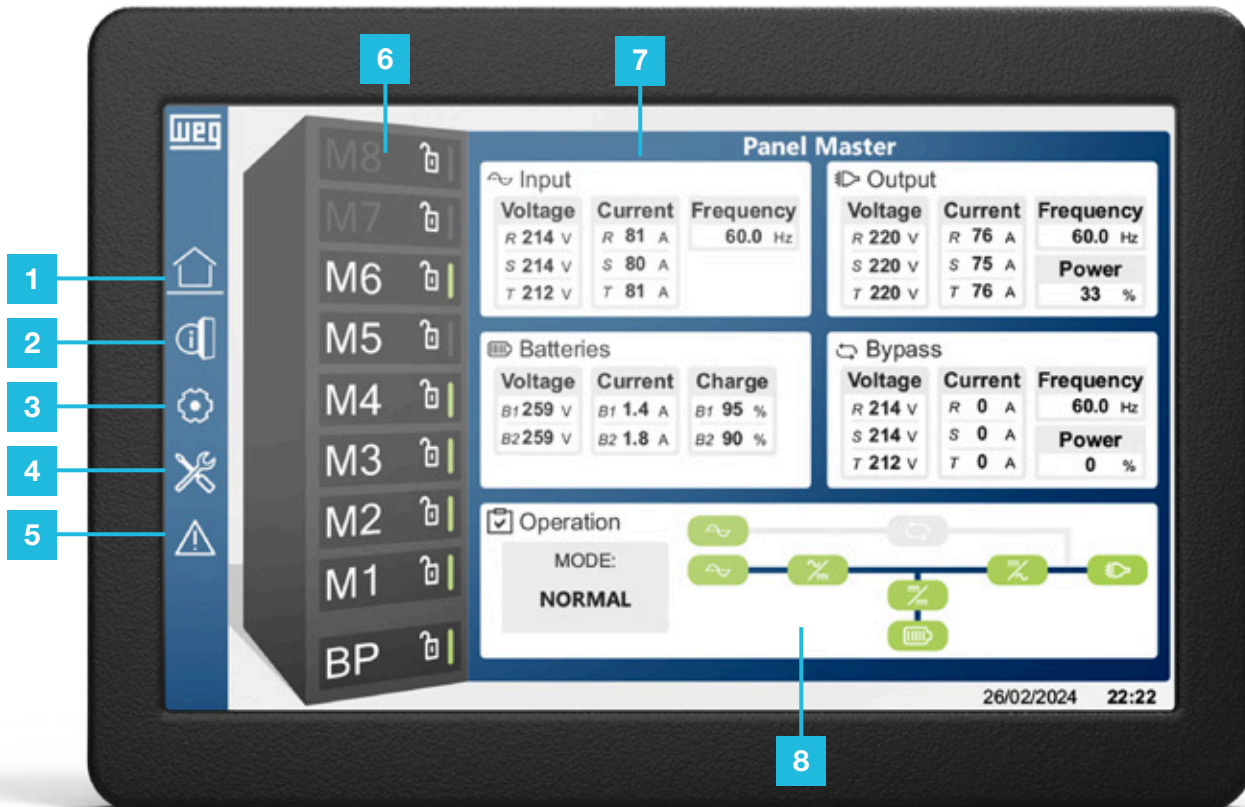 6
7
weg
M8
M7
M6
M5
M4
M3
M2
M1
BP
1
2
3
4
5
Panel Master
Input
Voltage Current Frequency
R 214 V R 81 A 60.0 Hz
S 214 V S 80 A
T 212 V T 81 A
Output
Voltage Current Frequency
R 220 V R 76 A 60.0 Hz
S 220 V S 75 A Power
T 220 V T 76 A 33 %
Batteries
Voltage Current Charge
B1 259 V B1 1.4 A B1 95 %
B2 259 V B2 1.8 A B2 90 %
Bypass
Voltage Current Frequency
R 214 V R 0 A 60.0 Hz
S 214 V S 0 A Power
T 212 V T 0 A 0 %
Operation
MODE:
NORMAL
26/02/2024 22:22
8